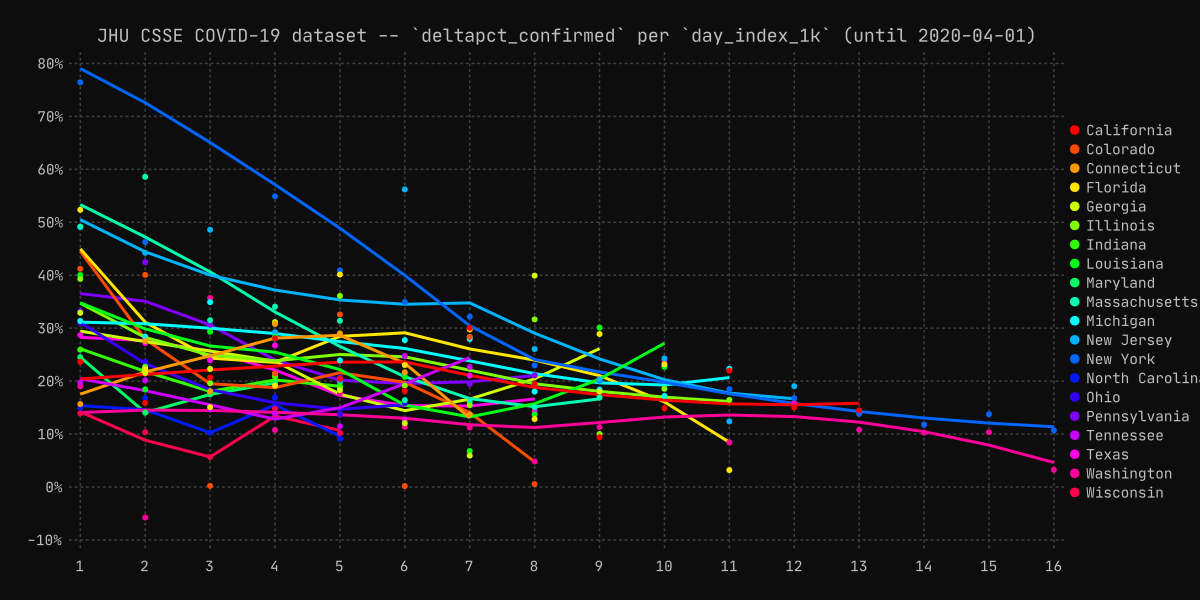 JHU CSSE COVID-19 dataset -- `deltapct_confirmed` per `day_index_1k` (until 2020-04-01)
80%
70%
60%
50%
40%
30%
20%
10%
0%
-10%
1 2 3 4 5 6 7 8 9 10 11 12 13 14 15 16
California
Colorado
Connecticut
Florida
Georgia
Illinois
Indiana
Louisiana
Maryland
Massachusetts
Michigan
New Jersey
New York
North Carolina
Ohio
Pennsylvania
Tennessee
Texas
Washington
Wisconsin